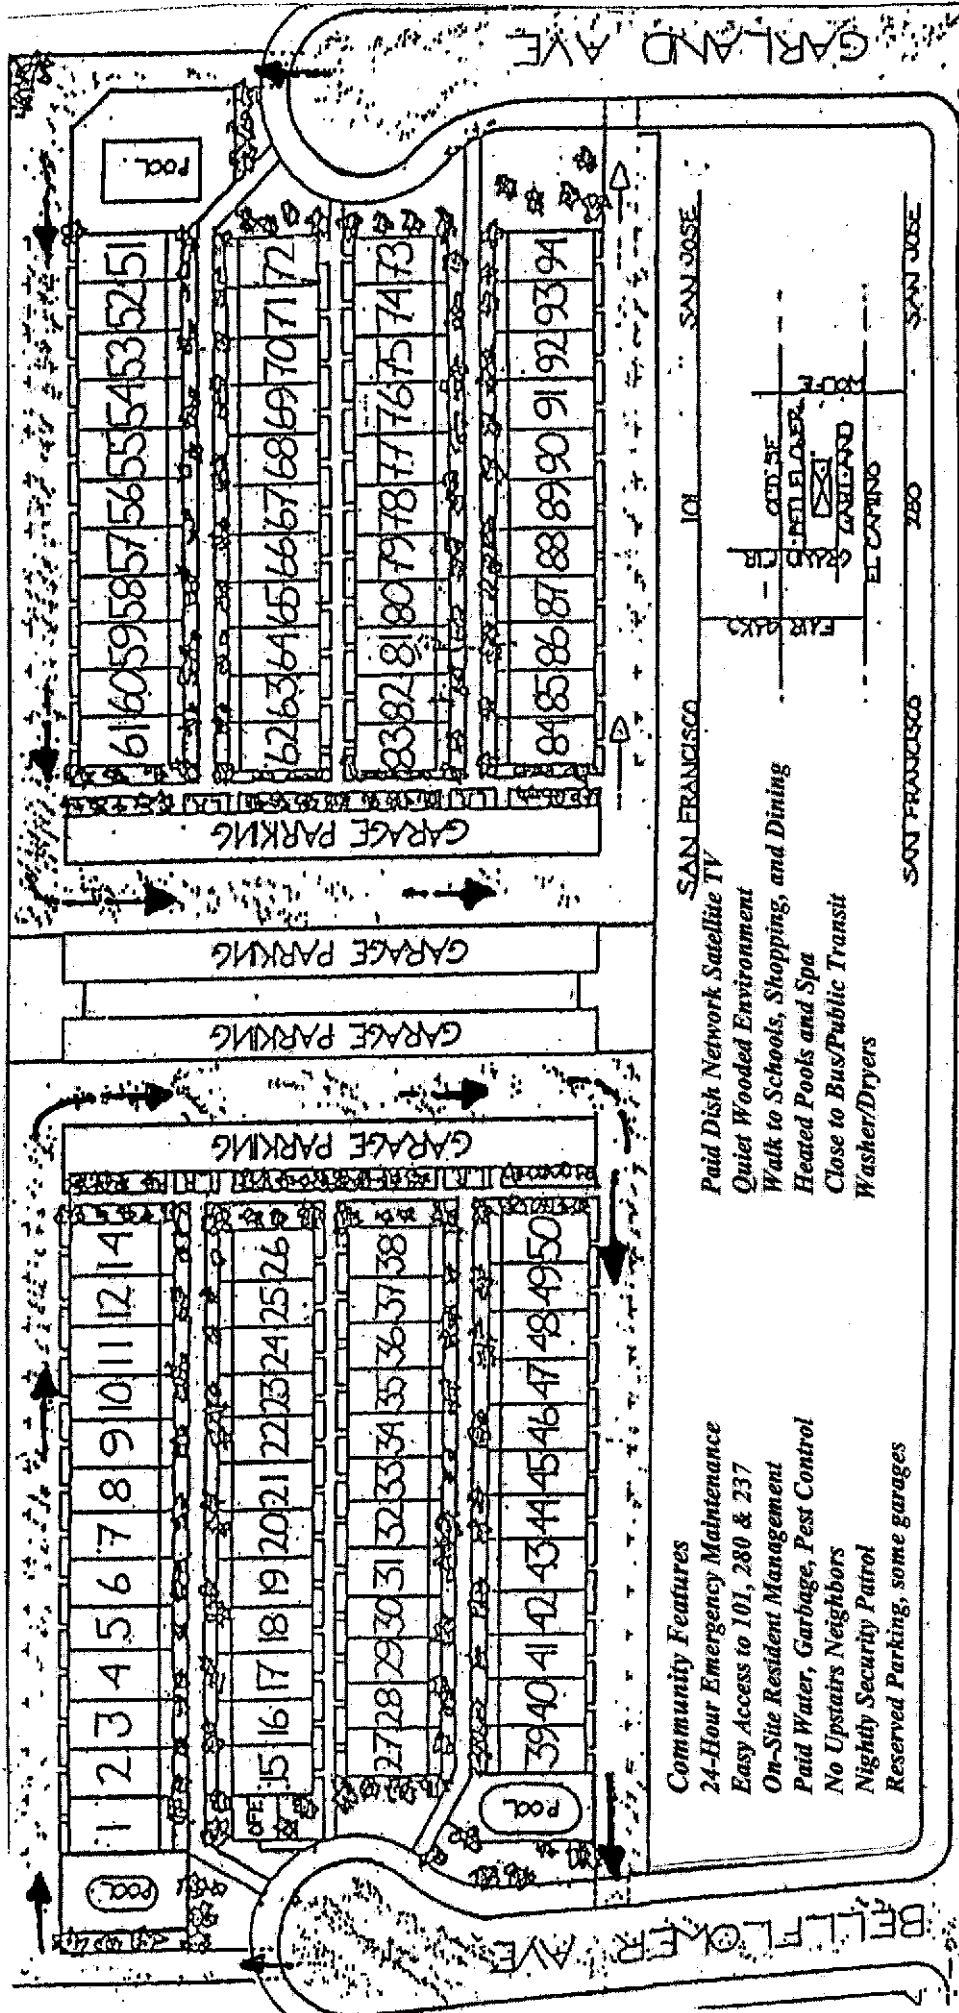 BELLFLOWER AVE
GARLAND AVE
POOL
1 2 3 4 5 6 7 8 9 10 11 12 14
OFF.
15 16 17 18 19 20 21 22 23 24 25 26
27 28 29 30 31 32 33 34 35 36 37 38
POOL
39 40 41 42 43 44 45 46 47 48 49 50
GARAGE PARKING
GARAGE PARKING
GARAGE PARKING
GARAGE PARKING
61 60 59 58 57 56 55 54 53 52 51
POOL
62 63 64 65 66 67 68 69 70 71 72
83 82 81 80 79 78 77 76 75 74 73
84 85 86 87 88 89 90 91 92 93 94
Community Features
24-Hour Emergency Maintenance
Easy Access to 101, 280 & 237
On-Site Resident Management
Paid Water, Garbage, Pest Control
No Upstairs Neighbors
Nightly Security Patrol
Reserved Parking, some garages
Paid Dish Network Satellite TV
Quiet Wooded Environment
Walk to Schools, Shopping, and Dining
Heated Pools and Spa
Close to Bus/Public Transit
Washer/Dryers
SAN FRANCISCO 101 SAN JOSE
FAIR OAKS
BELLFLOWER
GARLAND
EL CAMINO
SAN FRANCISCO 280 SAN JOSE